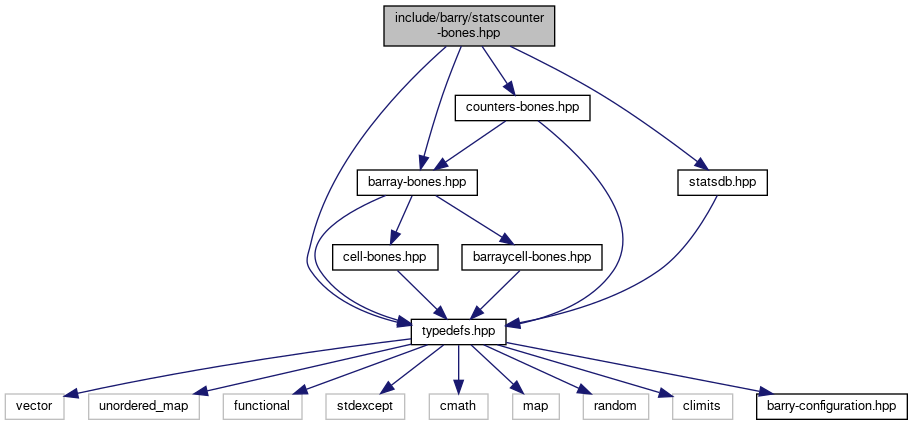 include/barry/statscounter
-bones.hpp
counters-bones.hpp
barray-bones.hpp
statsdb.hpp
cell-bones.hpp
barraycell-bones.hpp
typedefs.hpp
vector
unordered_map
functional
stdexcept
cmath
map
random
climits
barry-configuration.hpp